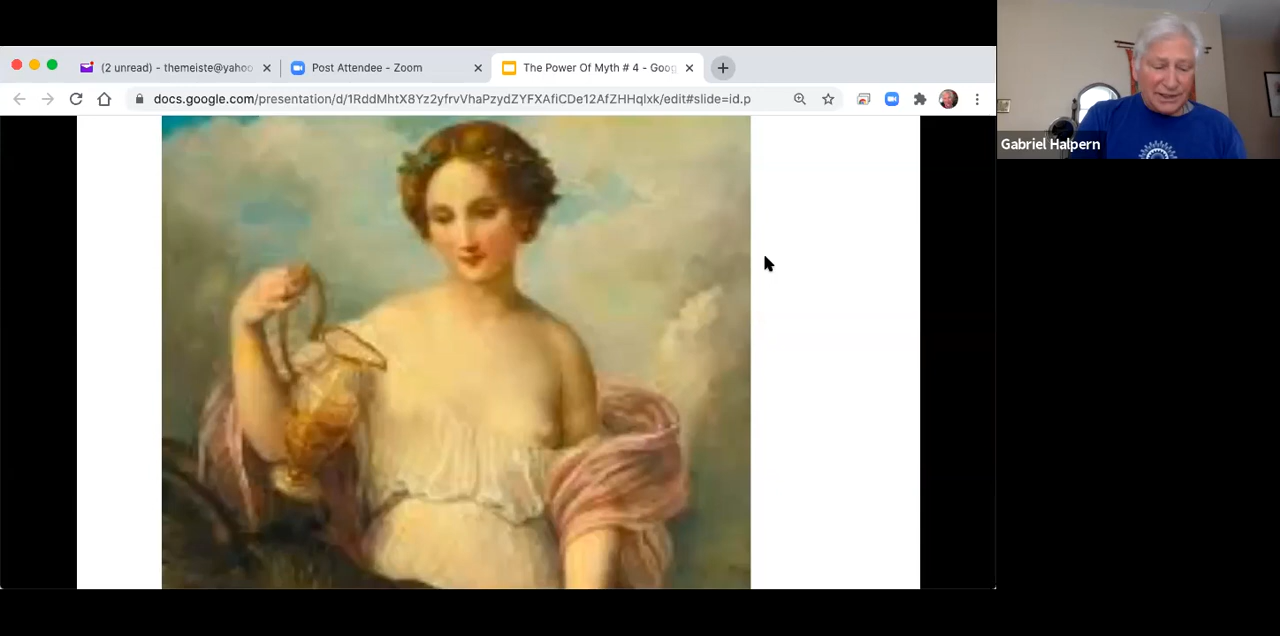 (2 unread) - themeiste@yahoo
Post Attendee - Zoom
The Power Of Myth # 4 - Goog
docs.google.com/presentation/d/1RddMhtX8Yz2yfrvVhaPzydZYFXAfiCDe12AfZHHqlxk/edit#slide=id.p
Gabriel Halpern